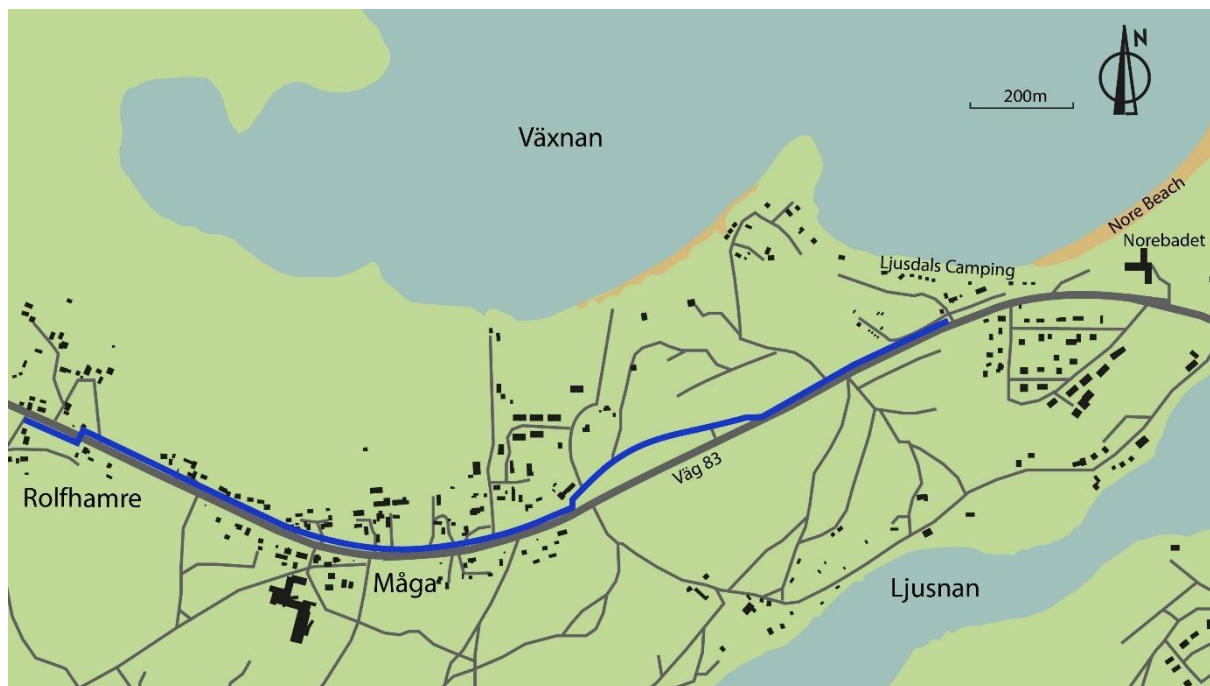 N
200m
Växnan
Nore Beach
Norebadet
Ljusdals Camping
Väg 83
Rolfhamre
Måga
Ljusnan